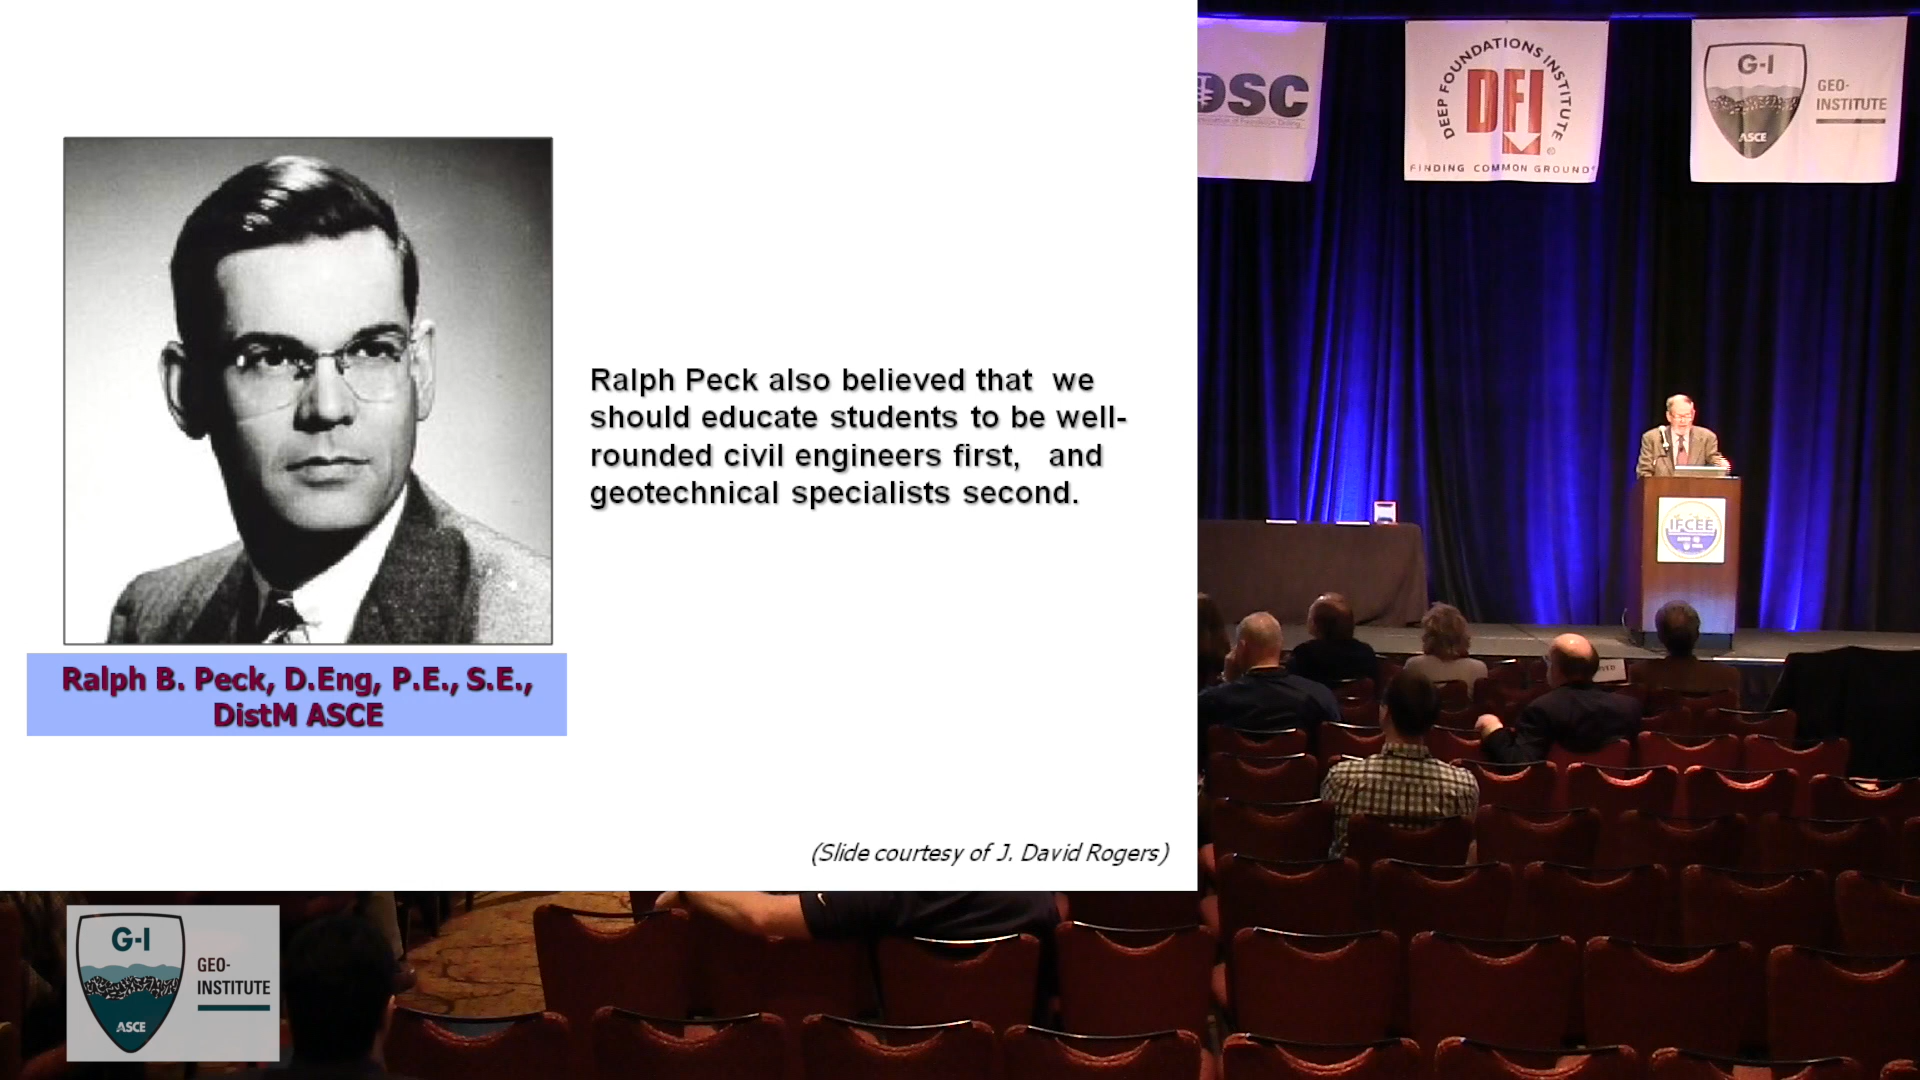 Ralph Peck also believed that we
should educate students to be well-
rounded civil engineers first, and
geotechnical specialists second.
Ralph B. Peck, D.Eng, P.E., S.E.,
DistM ASCE
(Slide courtesy of J. David Rogers)
G-I
ASCE
GEO-
INSTITUTE
DSC
DEEP FOUNDATIONS INSTITUTE
DFI
FINDING COMMON GROUND
G-I
ASCE
GEO-
INSTITUTE
IFCEE